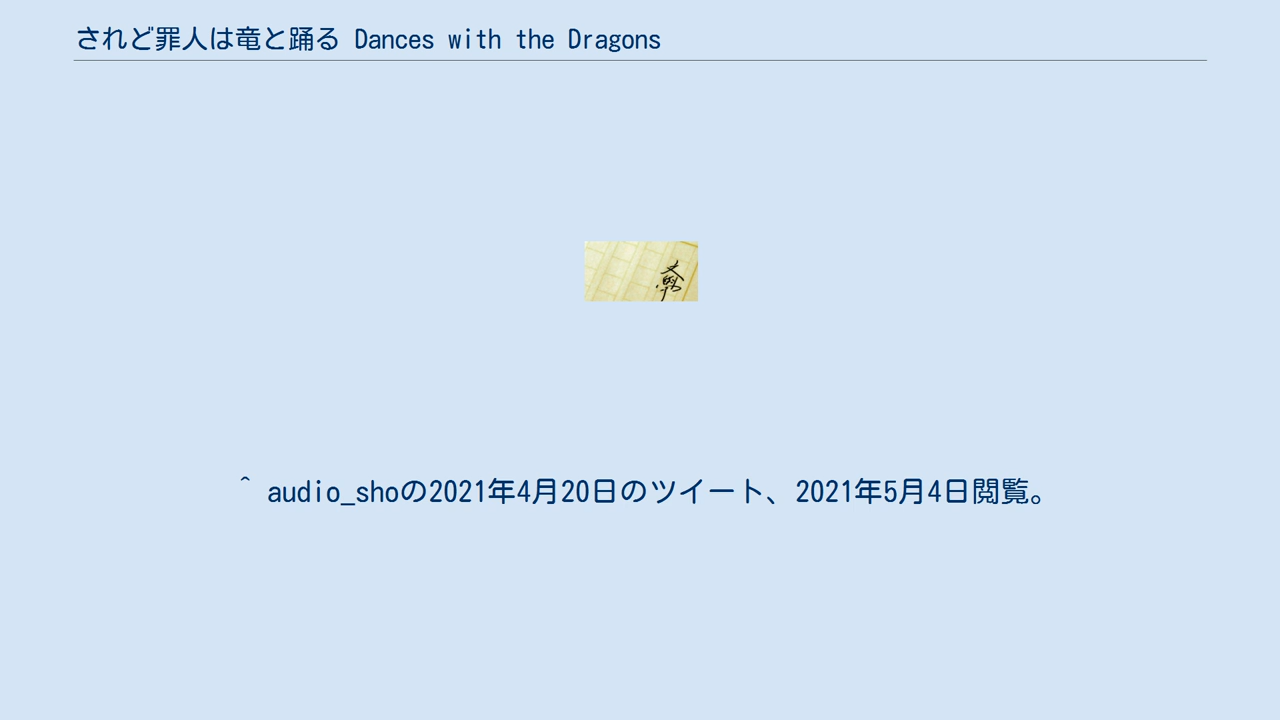 されど罪人は竜と踊る Dances with the Dragons
^ audio_shoの2021年4月20日のツイート、2021年5月4日閲覧。